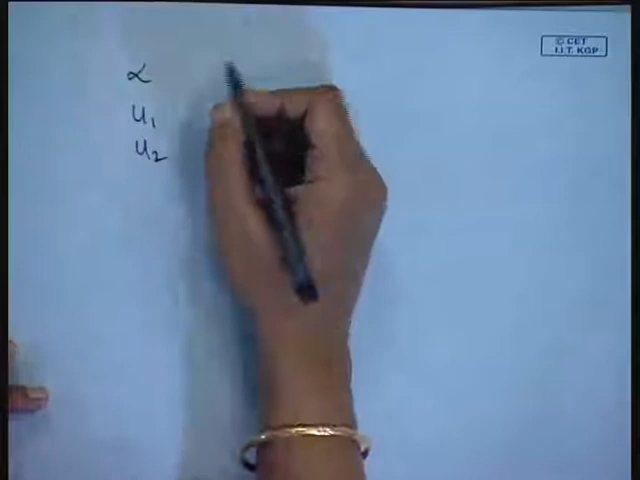 © CET
I.I.T. KGP
α
u₁
u₂